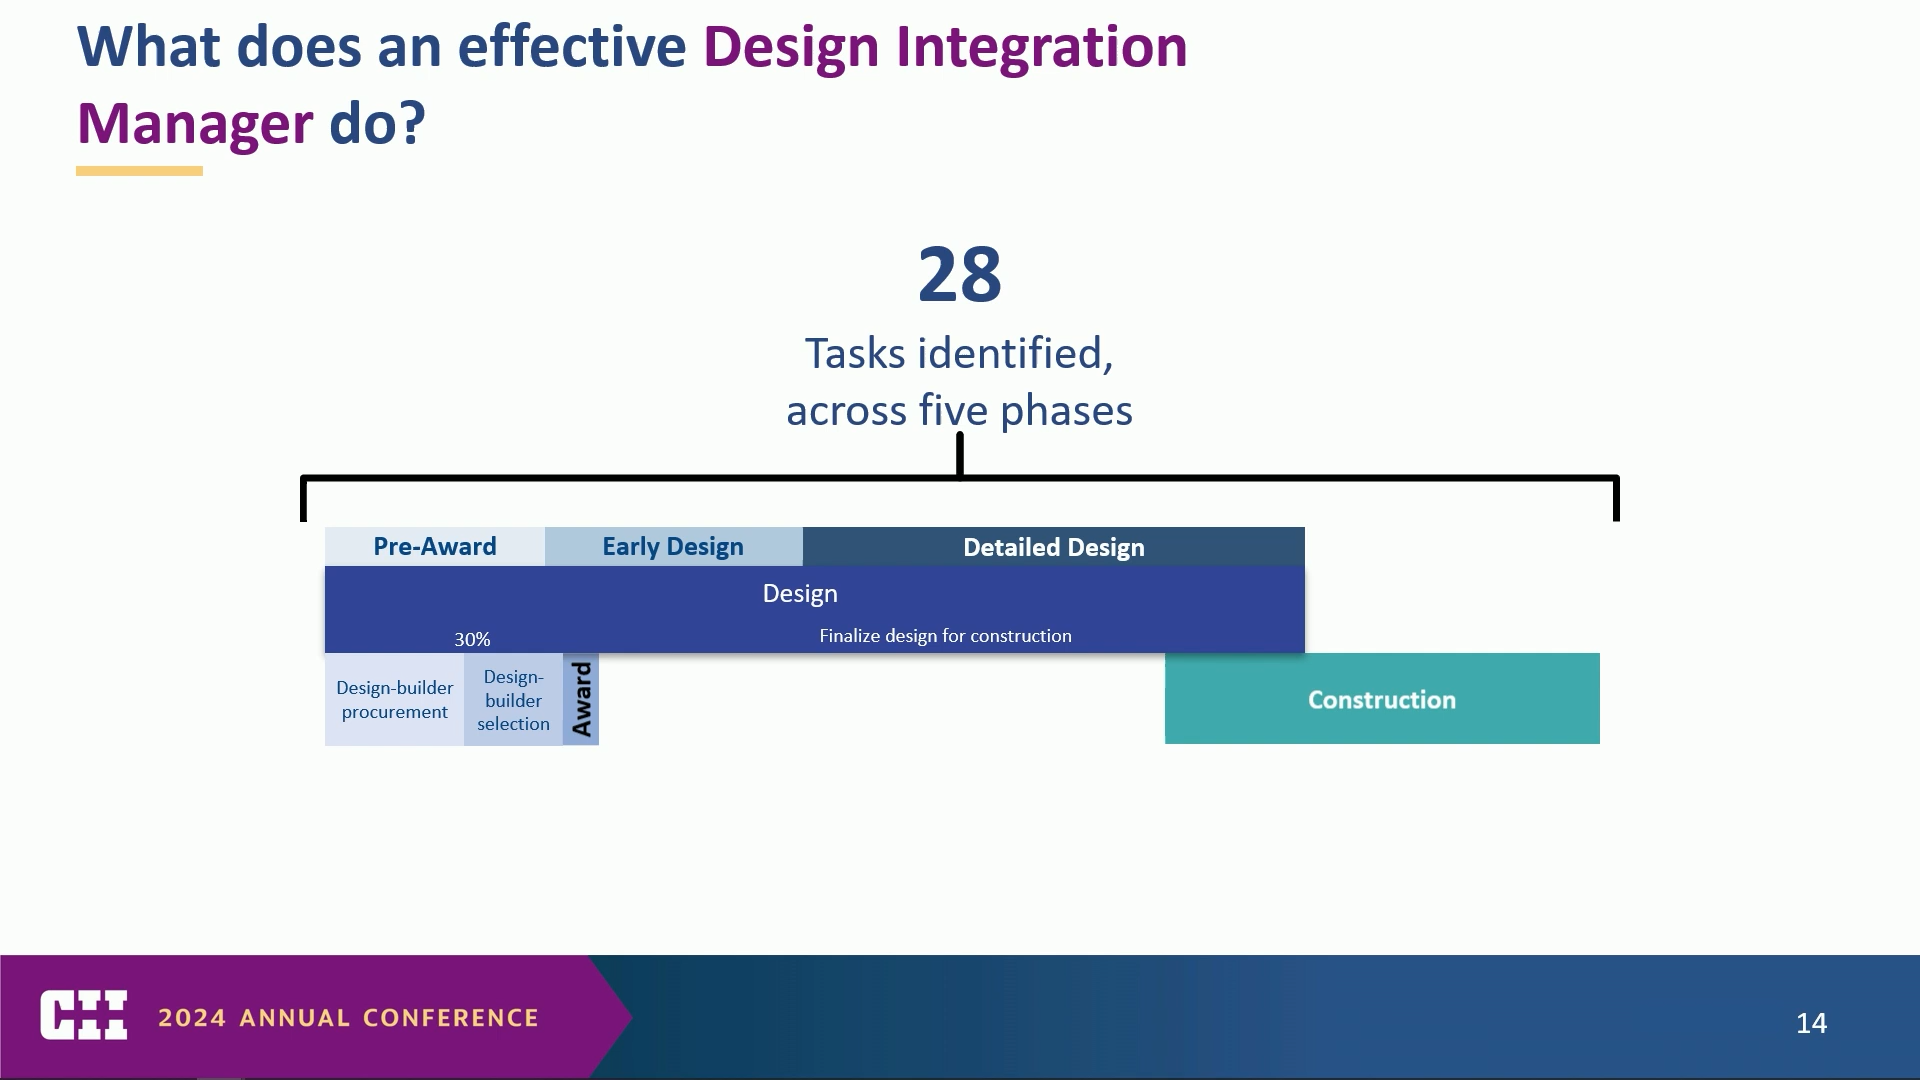 What does an effective Design Integration
Manager do?
28
Tasks identified,
across five phases
Pre-Award
Early Design
Detailed Design
Design
30%
Finalize design for construction
Design-builder
procurement
Design-
builder
selection
Award
Construction
CII
2024 ANNUAL CONFERENCE
14